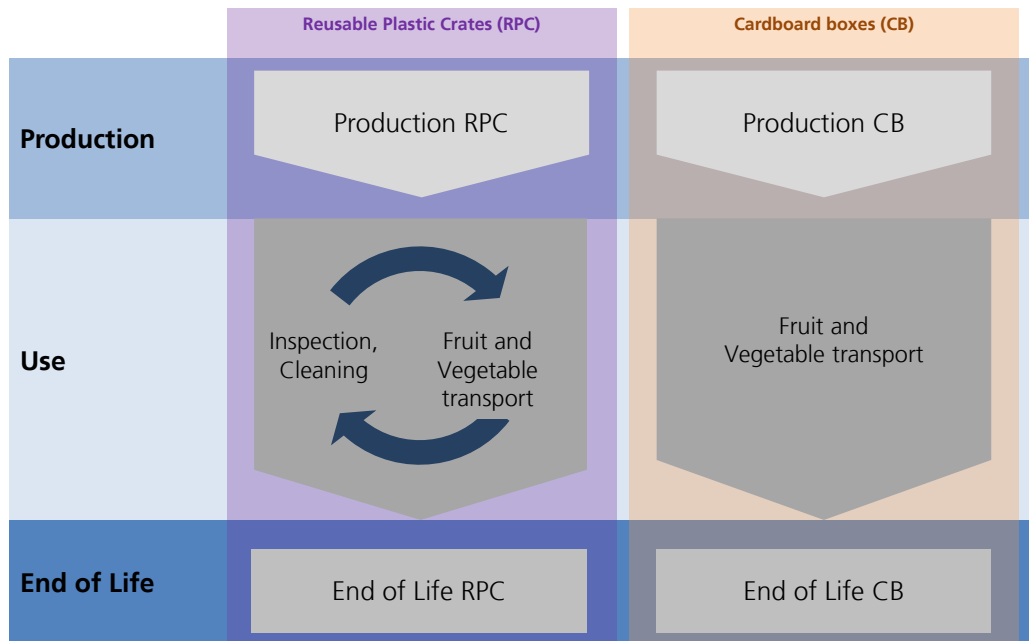 Reusable Plastic Crates (RPC)
Cardboard boxes (CB)
Production
Production RPC
Production CB
Use
Inspection,
Cleaning
Fruit and
Vegetable
transport
Fruit and
Vegetable transport
End of Life
End of Life RPC
End of Life CB